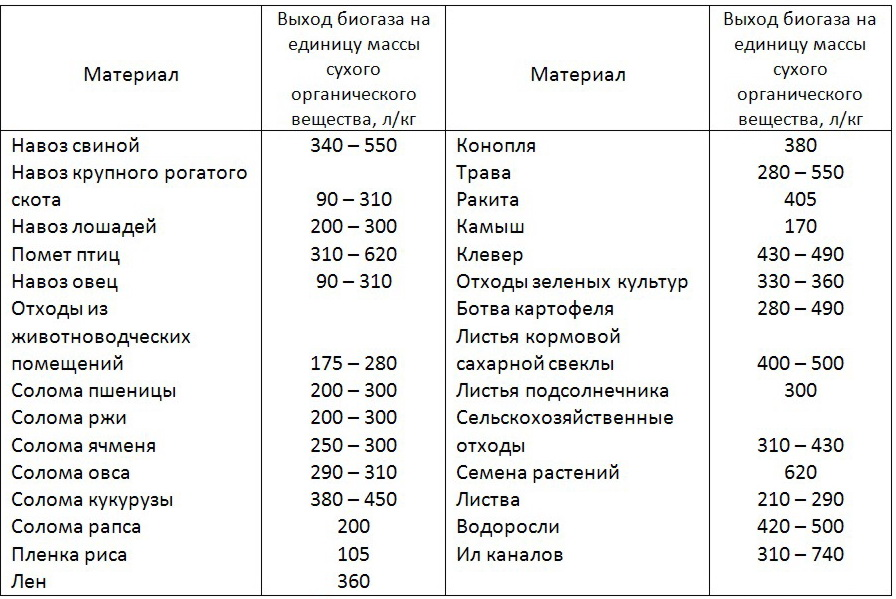 Материал
Выход биогаза на
единицу массы
сухого
органического
вещества, л/кг
Материал
Выход биогаза на
единицу массы
сухого
органического
вещества, л/кг
Навоз свиной 340 – 550
Навоз крупного рогатого
скота 90 – 310
Навоз лошадей 200 – 300
Помет птиц 310 – 620
Навоз овец 90 – 310
Отходы из
животноводческих
помещений 175 – 280
Солома пшеницы 200 – 300
Солома ржи 200 – 300
Солома ячменя 250 – 300
Солома овса 290 – 310
Солома кукурузы 380 – 450
Солома рапса 200
Пленка риса 105
Лен 360
Конопля 380
Трава 280 – 550
Ракита 405
Камыш 170
Клевер 430 – 490
Отходы зеленых культур 330 – 360
Ботва картофеля 280 – 490
Листья кормовой
сахарной свеклы 400 – 500
Листья подсолнечника 300
Сельскохозяйственные
отходы 310 – 430
Семена растений 620
Листва 210 – 290
Водоросли 420 – 500
Ил каналов 310 – 740